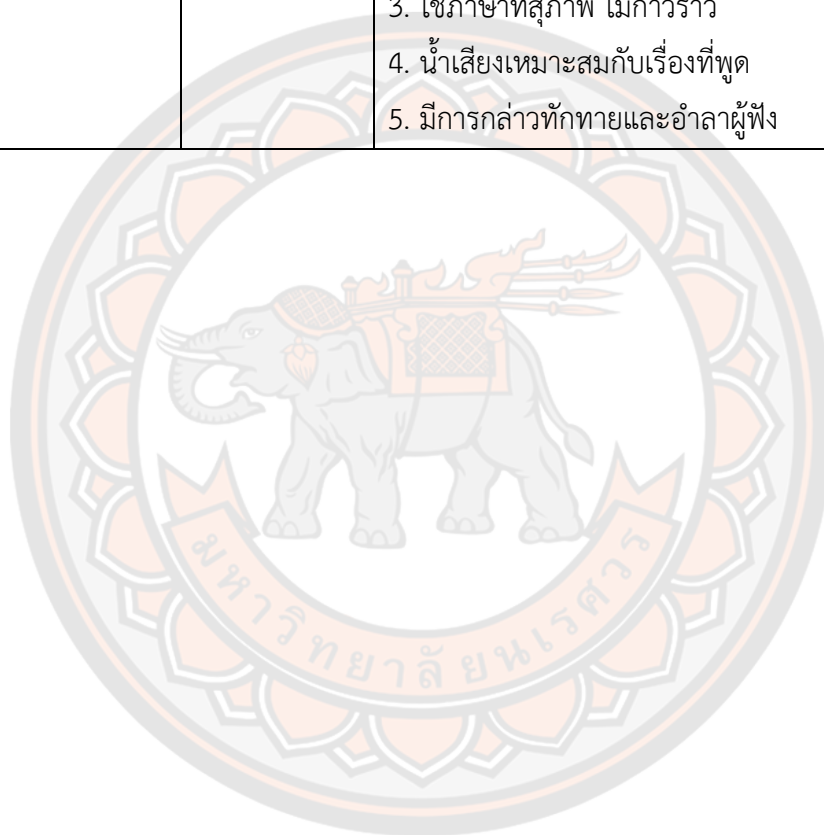 3. ใช้ภาษาที่สุภาพ ไม่ก้าวร้าว
4. น้ำเสียงเหมาะสมกับเรื่องที่พูด
5. มีการกล่าวทักทายและอำลาผู้ฟัง
มหาวิทยาลัยนเรศวร